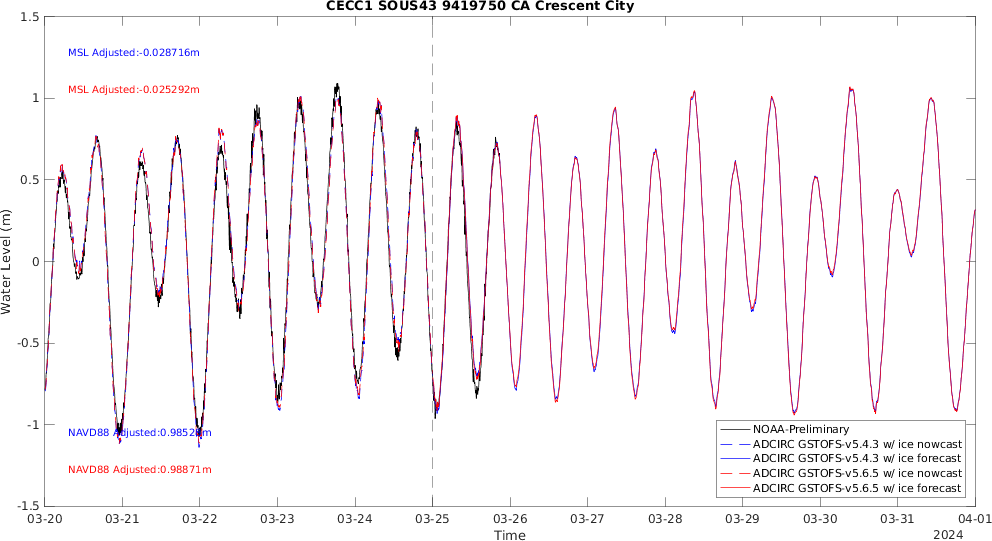 CECC1 SOUS43 9419750 CA Crescent City
1.5
1
0.5
0
-0.5
-1
-1.5
Water Level (m)
MSL Adjusted:-0.028716m
MSL Adjusted:-0.025292m
NAVD88
NAVD88 Adjusted:0.98871m
NOAA-Preliminary
ADCIRC GSTOFS-v5.4.3 w/ ice nowcast
ADCIRC GSTOFS-v5.4.3 w/ ice forecast
ADCIRC GSTOFS-v5.6.5 w/ ice nowcast
ADCIRC GSTOFS-v5.6.5 w/ ice forecast
03-20 03-21 03-22 03-23 03-24 03-25 03-26 03-27 03-28 03-29 03-30 03-31 04-01
Time
2024